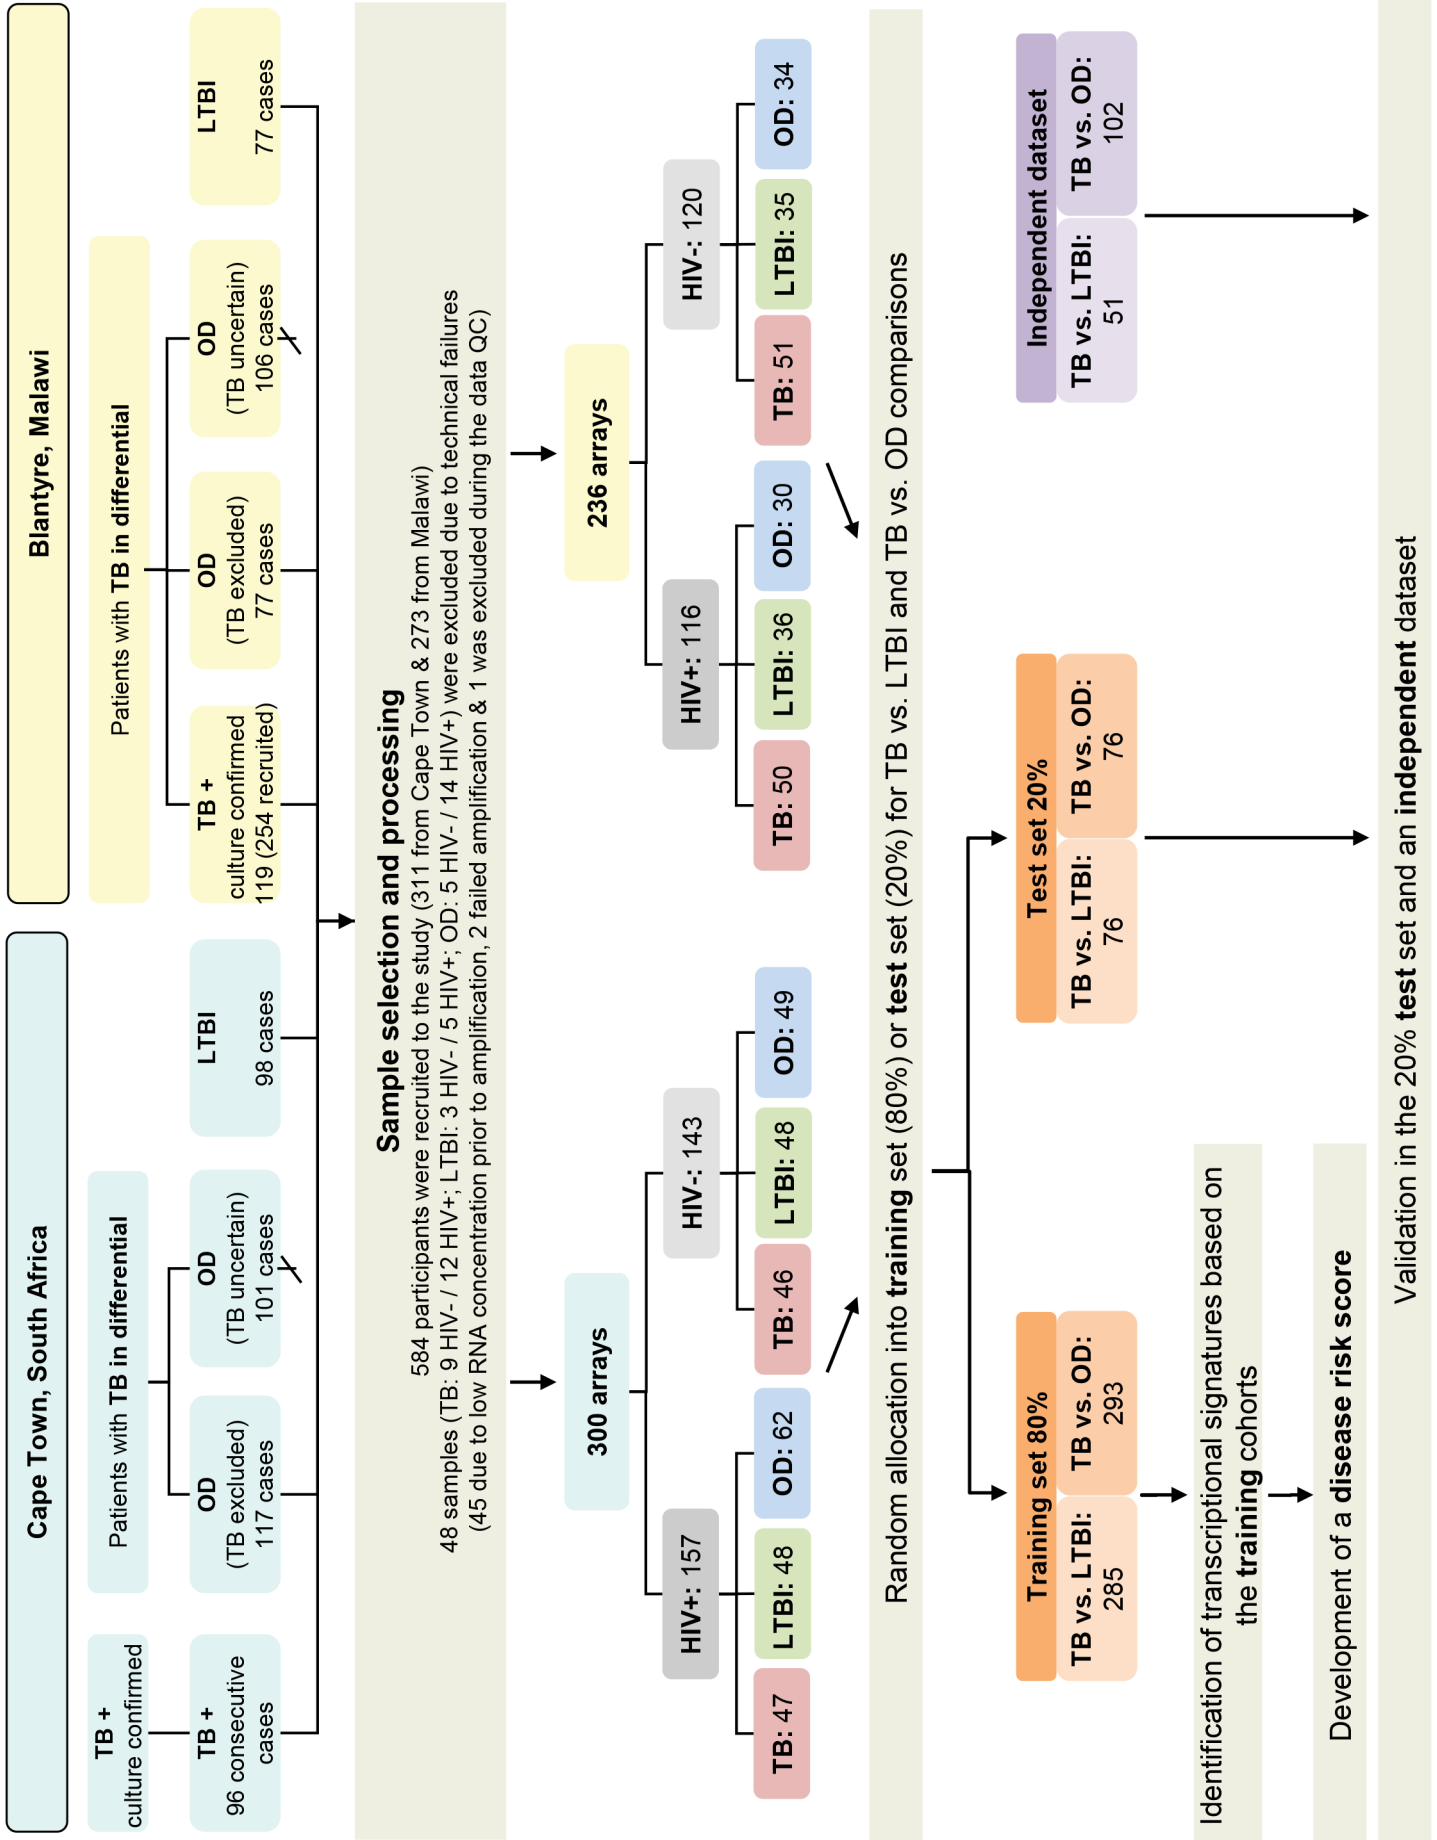 Cape Town, South Africa
Blantyre, Malawi
TB +
culture confirmed
Patients with TB in differential
Patients with TB in differential
TB +
96 consecutive
cases
OD
(TB excluded)
117 cases
OD
(TB uncertain)
101 cases
LTBI
98 cases
TB +
culture confirmed
119 (254 recruited)
OD
(TB excluded)
77 cases
OD
(TB uncertain)
106 cases
LTBI
77 cases
Sample selection and processing
584 participants were recruited to the study (311 from Cape Town & 273 from Malawi)
48 samples (TB: 9 HIV- / 12 HIV+; LTBI: 3 HIV- / 5 HIV+; OD: 5 HIV- / 14 HIV+) were excluded due to technical failures
(45 due to low RNA concentration prior to amplification, 2 failed amplification & 1 was excluded during the data QC)
300 arrays
236 arrays
HIV+: 157
HIV-: 143
HIV+: 116
HIV-: 120
TB: 47
LTBI: 48
OD: 62
TB: 46
LTBI: 48
OD: 49
TB: 50
LTBI: 36
OD: 30
TB: 51
LTBI: 35
OD: 34
Random allocation into training set (80%) or test set (20%) for TB vs. LTBI and TB vs. OD comparisons
Training set 80%
TB vs. LTBI:
285
TB vs. OD:
293
Test set 20%
TB vs. LTBI:
76
TB vs. OD:
76
Independent dataset
TB vs. LTBI:
51
TB vs. OD:
102
Identification of transcriptional signatures based on
the training cohorts
Development of a disease risk score
Validation in the 20% test set and an independent dataset